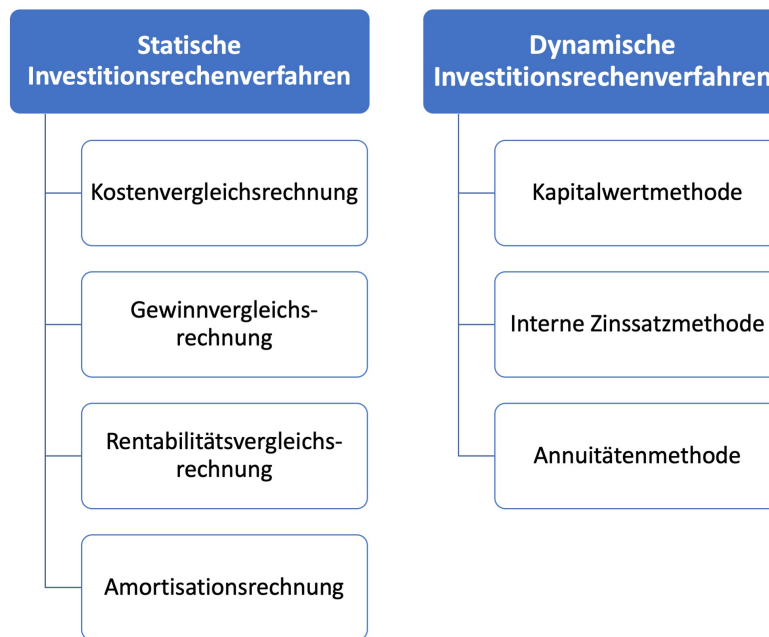 Statische
Investitionsrechenverfahren
Kostenvergleichsrechnung
Gewinnvergleichs-
rechnung
Rentabilitätsvergleichs-
rechnung
Amortisationsrechnung
Dynamische
Investitionsrechenverfahren
Kapitalwertmethode
Interne Zinssatzmethode
Annuitätenmethode